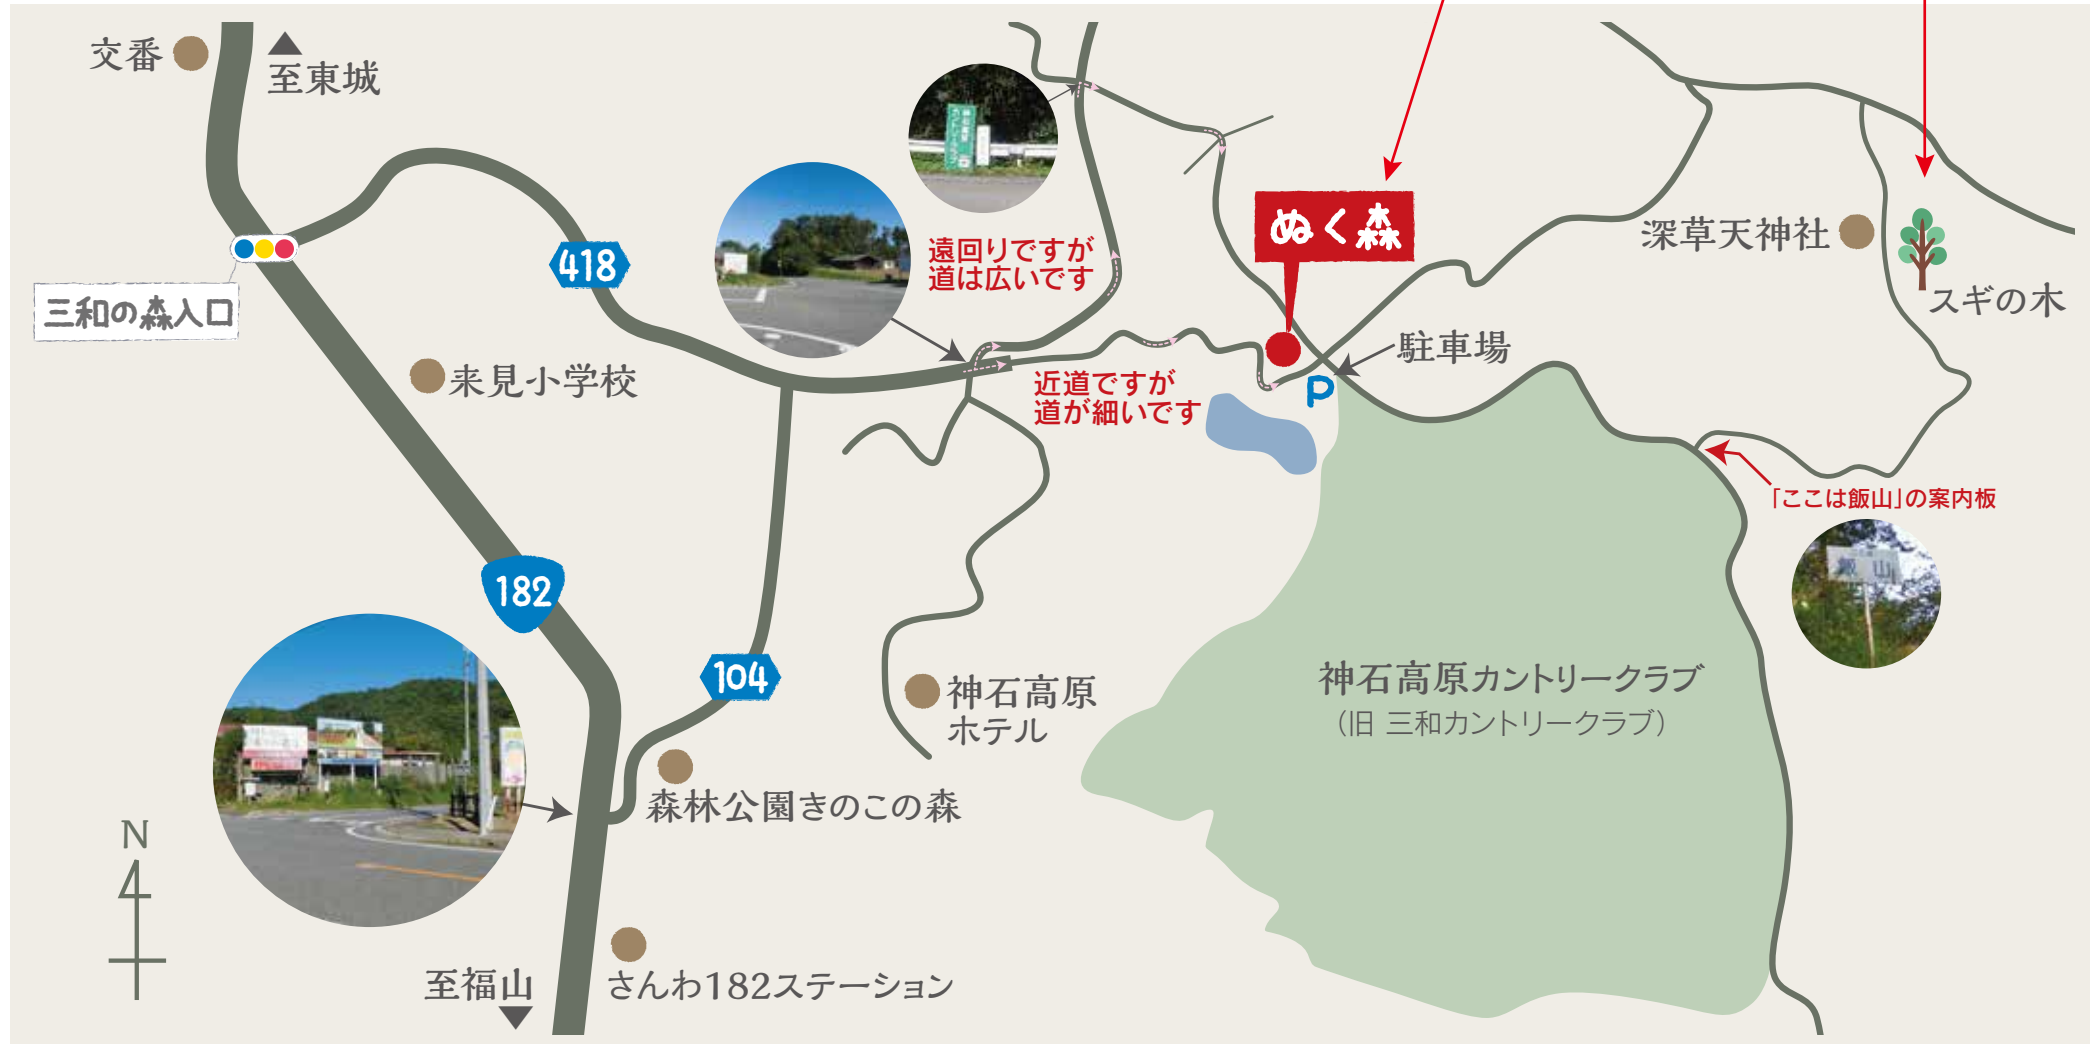 交番
至東城
三和の森入口
418
来見小学校
遠回りですが
道は広いです
ぬく森
深草天神社
スギの木
駐車場
近道ですが
道が細いです
P
「ここは飯山」の案内板
飯山
182
104
神石高原
ホテル
神石高原カントリークラブ
(旧 三和カントリークラブ)
森林公園きのこの森
N
至福山
さんわ182ステーション